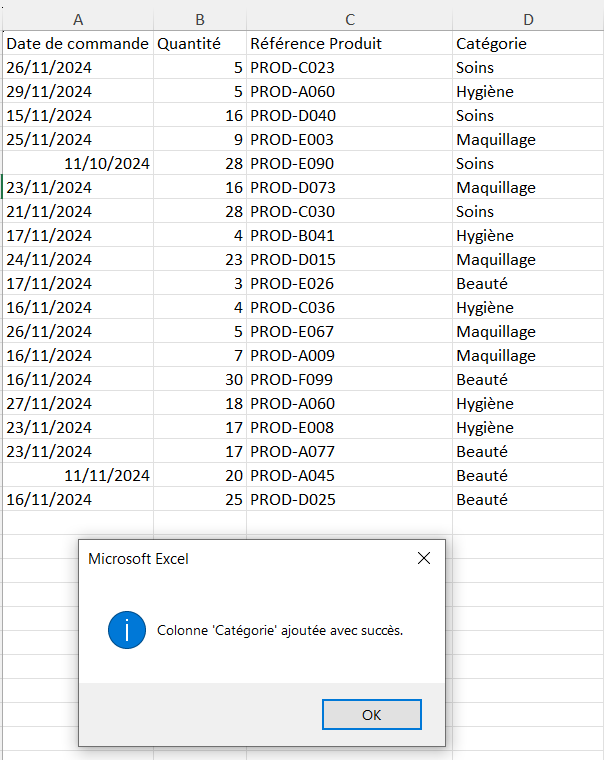 A B C D
Date de commande Quantité Référence Produit Catégorie
26/11/2024 5 PROD-C023 Soins
29/11/2024 5 PROD-A060 Hygiène
15/11/2024 16 PROD-D040 Soins
25/11/2024 9 PROD-E003 Maquillage
11/10/2024 28 PROD-E090 Soins
23/11/2024 16 PROD-D073 Maquillage
21/11/2024 28 PROD-C030 Soins
17/11/2024 4 PROD-B041 Hygiène
24/11/2024 23 PROD-D015 Maquillage
17/11/2024 3 PROD-E026 Beauté
16/11/2024 4 PROD-C036 Hygiène
26/11/2024 5 PROD-E067 Maquillage
16/11/2024 7 PROD-A009 Maquillage
16/11/2024 30 PROD-F099 Beauté
27/11/2024 18 PROD-A060 Hygiène
23/11/2024 17 PROD-E008 Hygiène
23/11/2024 17 PROD-A077 Beauté
11/11/2024 20 PROD-A045 Beauté
16/11/2024 25 PROD-D025 Beauté
Microsoft Excel
Colonne 'Catégorie' ajoutée avec succès.
OK